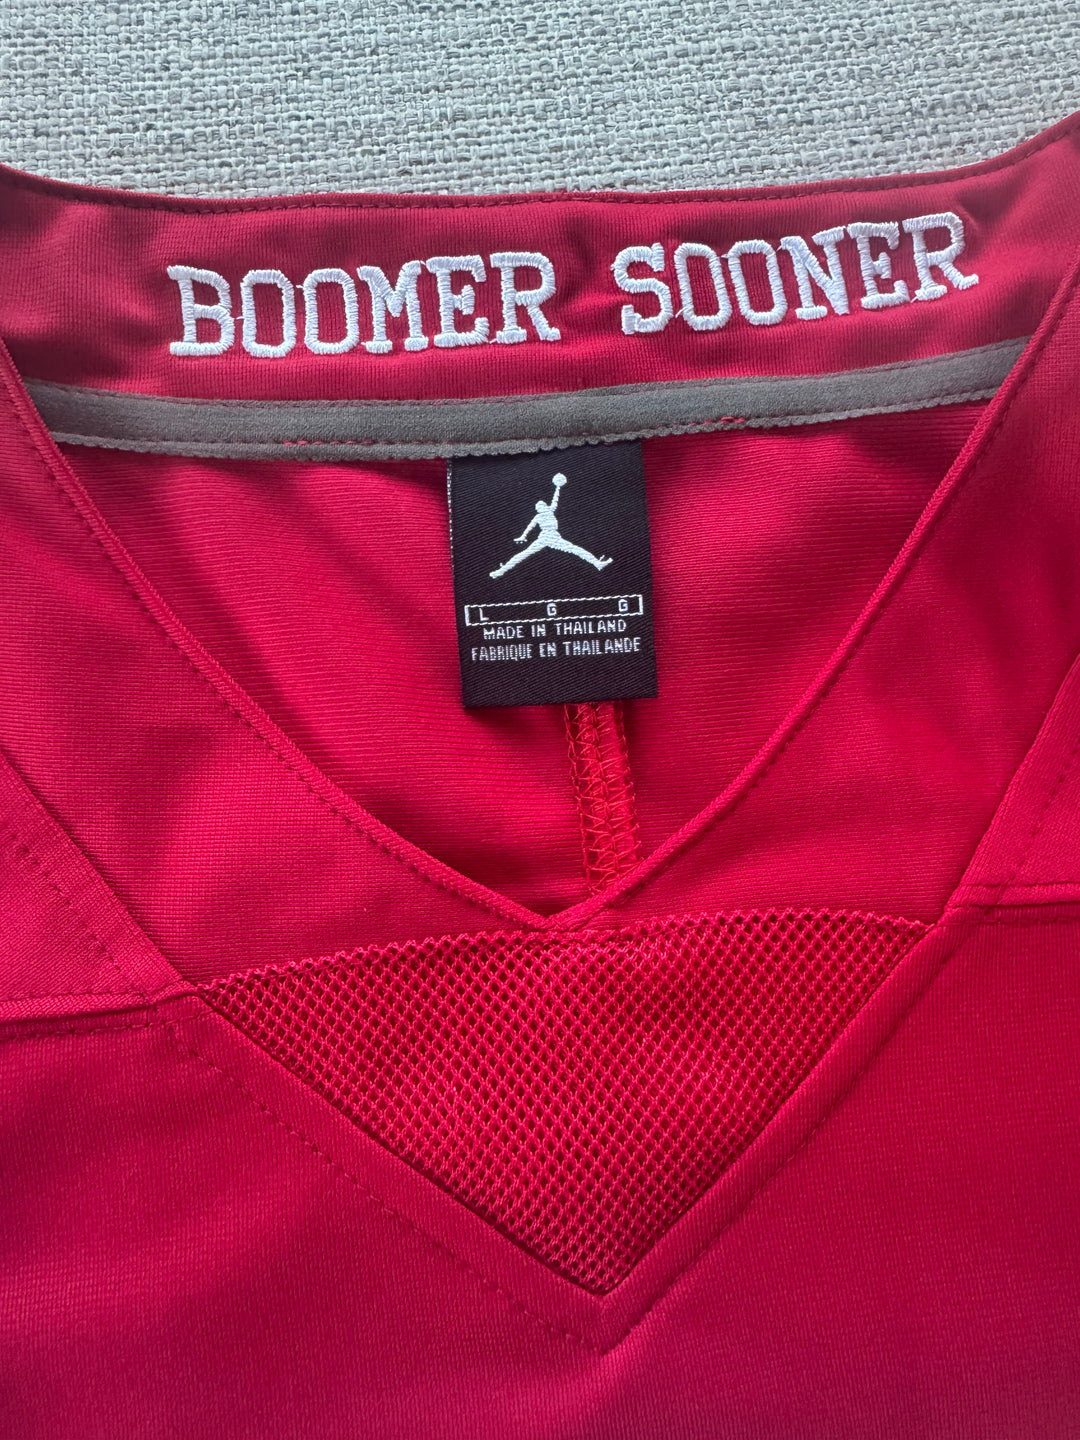 BOOMER SOONER
L G G
MADE IN THAILAND
FABRIQUE EN THAILANDE